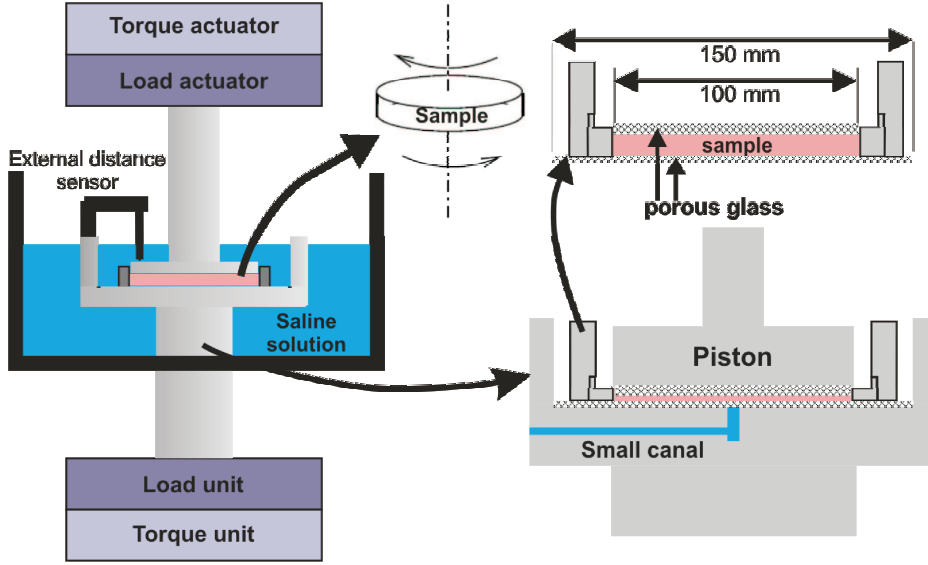 Torque actuator
Load actuator
External distance
sensor
Saline
solution
Load unit
Torque unit
Sample
150 mm
100 mm
sample
porous glass
Piston
Small canal